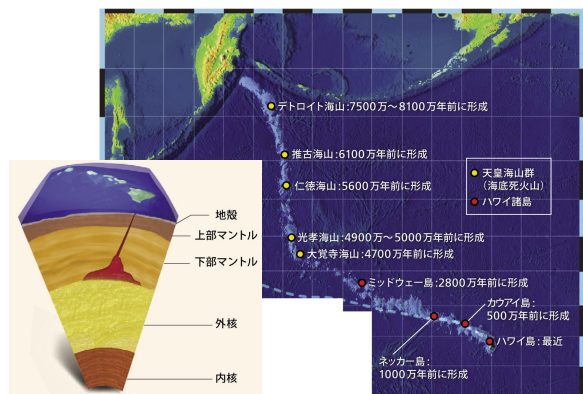 デトロイト海山：7500万～8100万年前に形成
推古海山：6100万年前に形成
仁徳海山：5600万年前に形成
天皇海山群
（海底死火山）
ハワイ諸島
光孝海山：4900万～5000万年前に形成
大覚寺海山：4700万年前に形成
ミッドウェー島：2800万年前に形成
カウアイ島：
500万年前に形成
ハワイ島：最近
ネッカー島：
1000万年前に形成
地殻
上部マントル
下部マントル
外核
内核